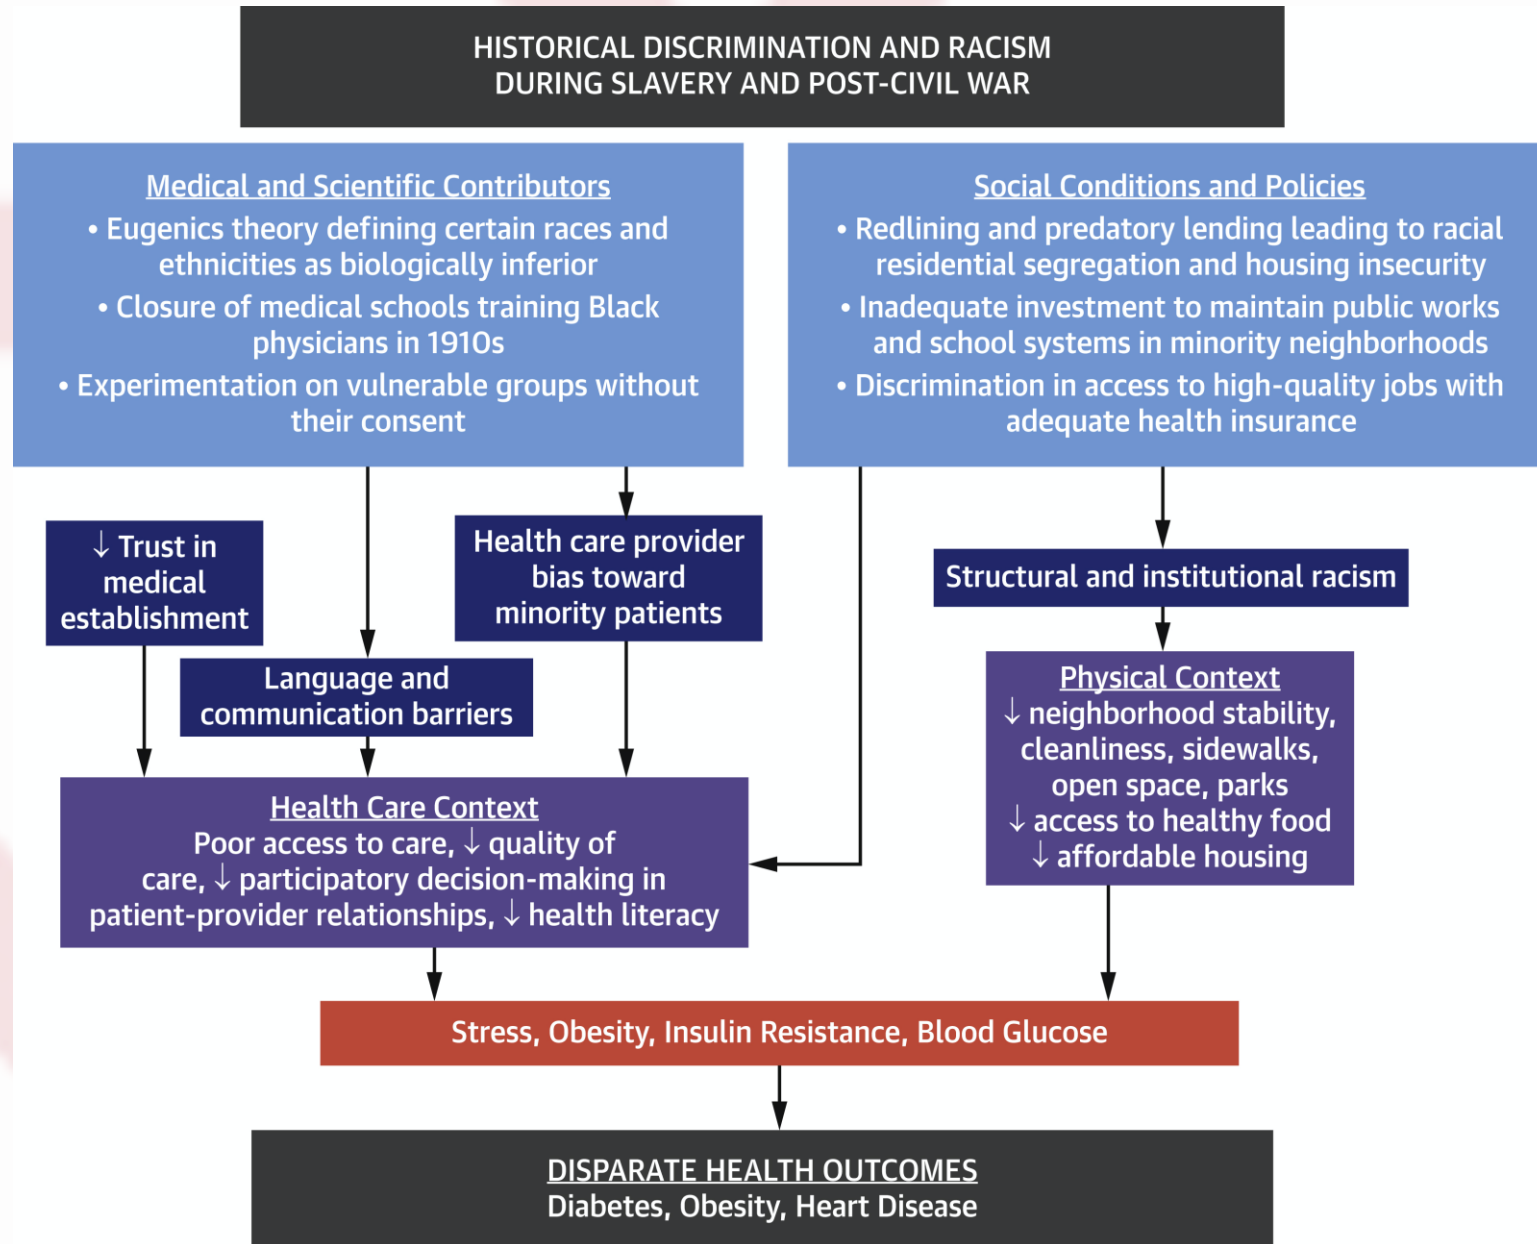 HISTORICAL DISCRIMINATION AND RACISM
DURING SLAVERY AND POST-CIVIL WAR
Medical and Scientific Contributors
• Eugenics theory defining certain races and
ethnicities as biologically inferior
• Closure of medical schools training Black
physicians in 1910s
• Experimentation on vulnerable groups without
their consent
Social Conditions and Policies
• Redlining and predatory lending leading to racial
residential segregation and housing insecurity
• Inadequate investment to maintain public works
and school systems in minority neighborhoods
• Discrimination in access to high-quality jobs with
adequate health insurance
↓ Trust in
medical
establishment
Language and
communication barriers
Health care provider
bias toward
minority patients
Structural and institutional racism
Health Care Context
Poor access to care, ↓ quality of
care, ↓ participatory decision-making in
patient-provider relationships, ↓ health literacy
Physical Context
↓ neighborhood stability,
cleanliness, sidewalks,
open space, parks
↓ access to healthy food
↓ affordable housing
Stress, Obesity, Insulin Resistance, Blood Glucose
DISPARATE HEALTH OUTCOMES
Diabetes, Obesity, Heart Disease